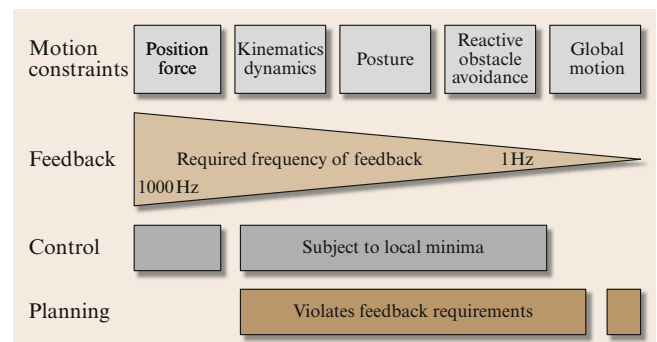 Motion
constraints
Position
force
Kinematics
dynamics
Posture
Reactive
obstacle
avoidance
Global
motion
Feedback
Required frequency of feedback
1 Hz
1000 Hz
Control
Subject to local minima
Planning
Violates feedback requirements